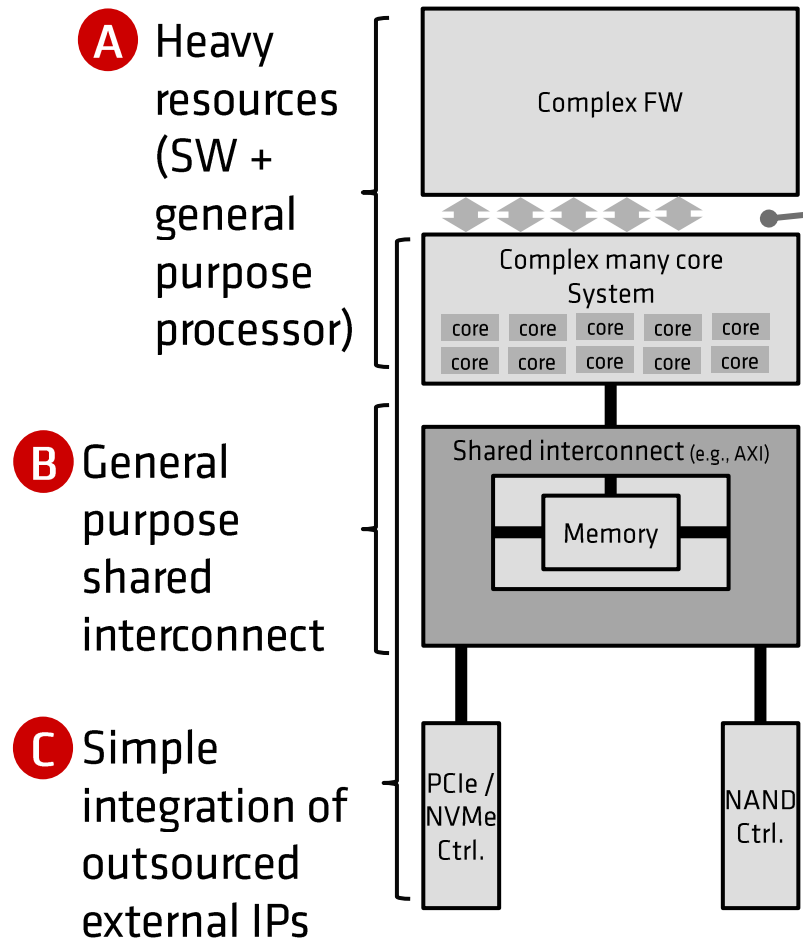 A Heavy
resources
(SW +
general
purpose
processor)
Complex FW
Complex many core
System
core core core core core
core core core core core
B General
purpose
shared
interconnect
Shared interconnect (e.g., AXI)
Memory
C Simple
integration of
outsourced
external IPs
PCIe /
NVMe
Ctrl.
NAND
Ctrl.